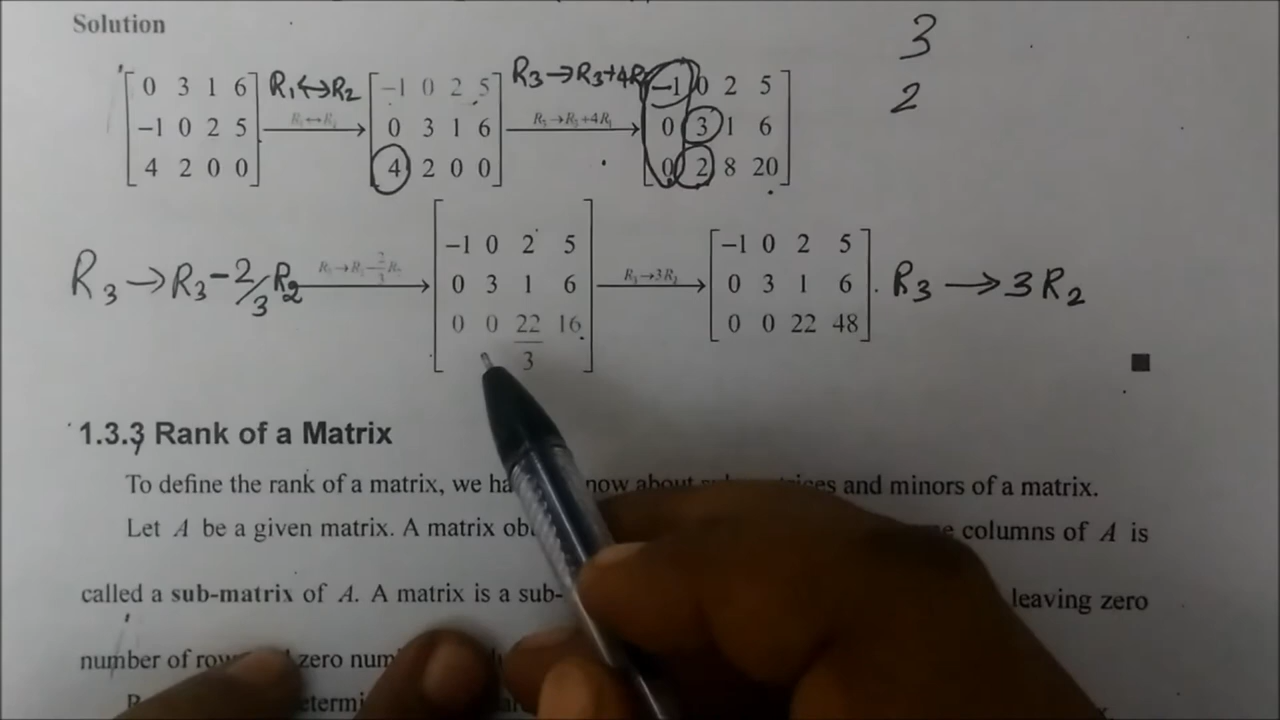 Solution
3
2
0 3 1 6
-1 0 2 5
4 2 0 0
R₁↔R₂
R₁↔R₂
-1 0 2 5
0 3 1 6
4 2 0 0
R₃→R₃+4R
R₃→R₃+4R₁
-1 0 2 5
0 3 1 6
0 2 8 20
R₃→R₃-2/3R₂
R₃→R₃-2/3R₂
-1 0 2 5
0 3 1 6
0 0 22/3 16
R₃→3R₃
-1 0 2 5
0 3 1 6
0 0 22 48
R₃→3R₂
1.3.3 Rank of a Matrix
To define the rank of a matrix, we about and minors of a matrix.
Let A be a given matrix. A matrix columns of A is
called a sub-matrix of A. A matrix is a sub- leaving zero
number of zero